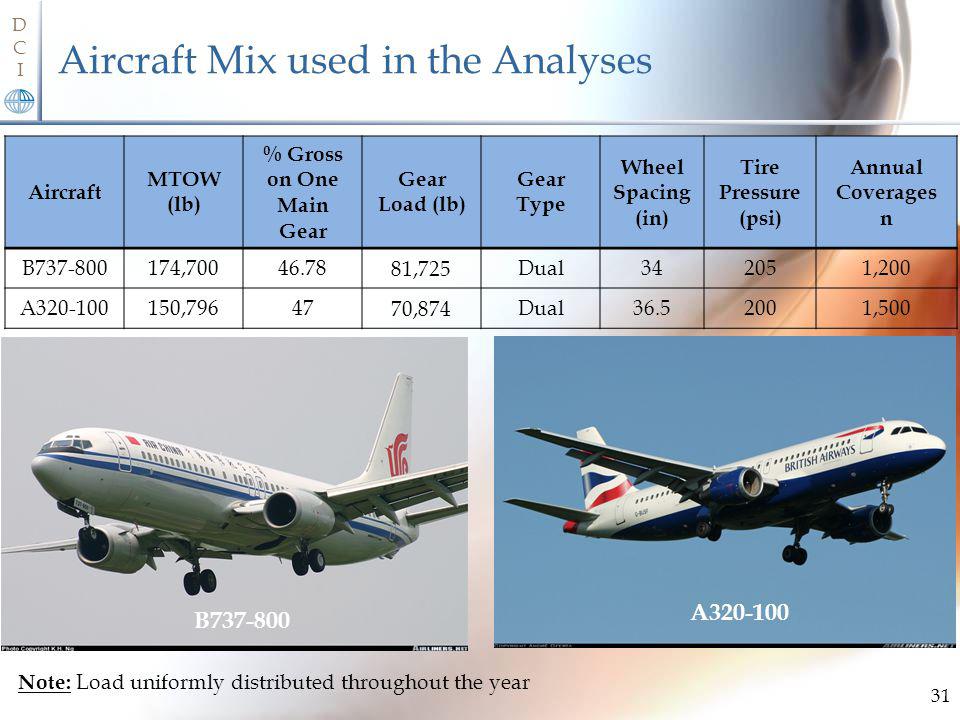 D
C
I
Aircraft Mix used in the Analyses
Aircraft MTOW (lb) % Gross on One Main Gear Gear Load (lb) Gear Type Wheel Spacing (in) Tire Pressure (psi) Annual Coverages n
B737-800 174,700 46.78 81,725 Dual 34 205 1,200
A320-100 150,796 47 70,874 Dual 36.5 200 1,500
AIR CHINA
BRITISH AIRWAYS
B737-800
A320-100
Photo Copyright K.H. Ng
AIRLINERS.NET
AIRLINERS.NET
Note: Load uniformly distributed throughout the year
31